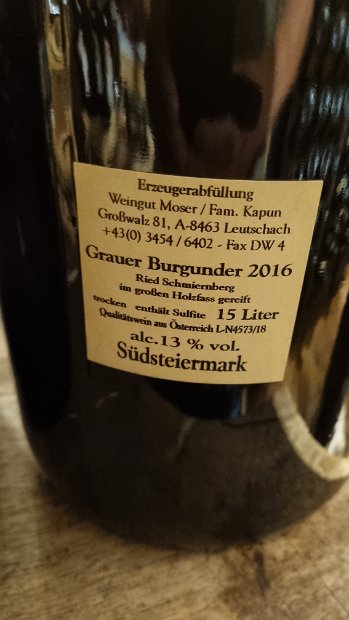 Erzeugerabfüllung
Weingut Moser / Fam. Kapun
Großwalz 81, A-8463 Leutschach
+43(0) 3454 / 6402 - Fax DW 4
Grauer Burgunder 2016
Ried Schmiernberg
im großen Holzfass gereift
trocken enthält Sulfite 15 Liter
Qualitätswein aus Österreich L-N4573/18
alc. 13 % vol.
Südsteiermark